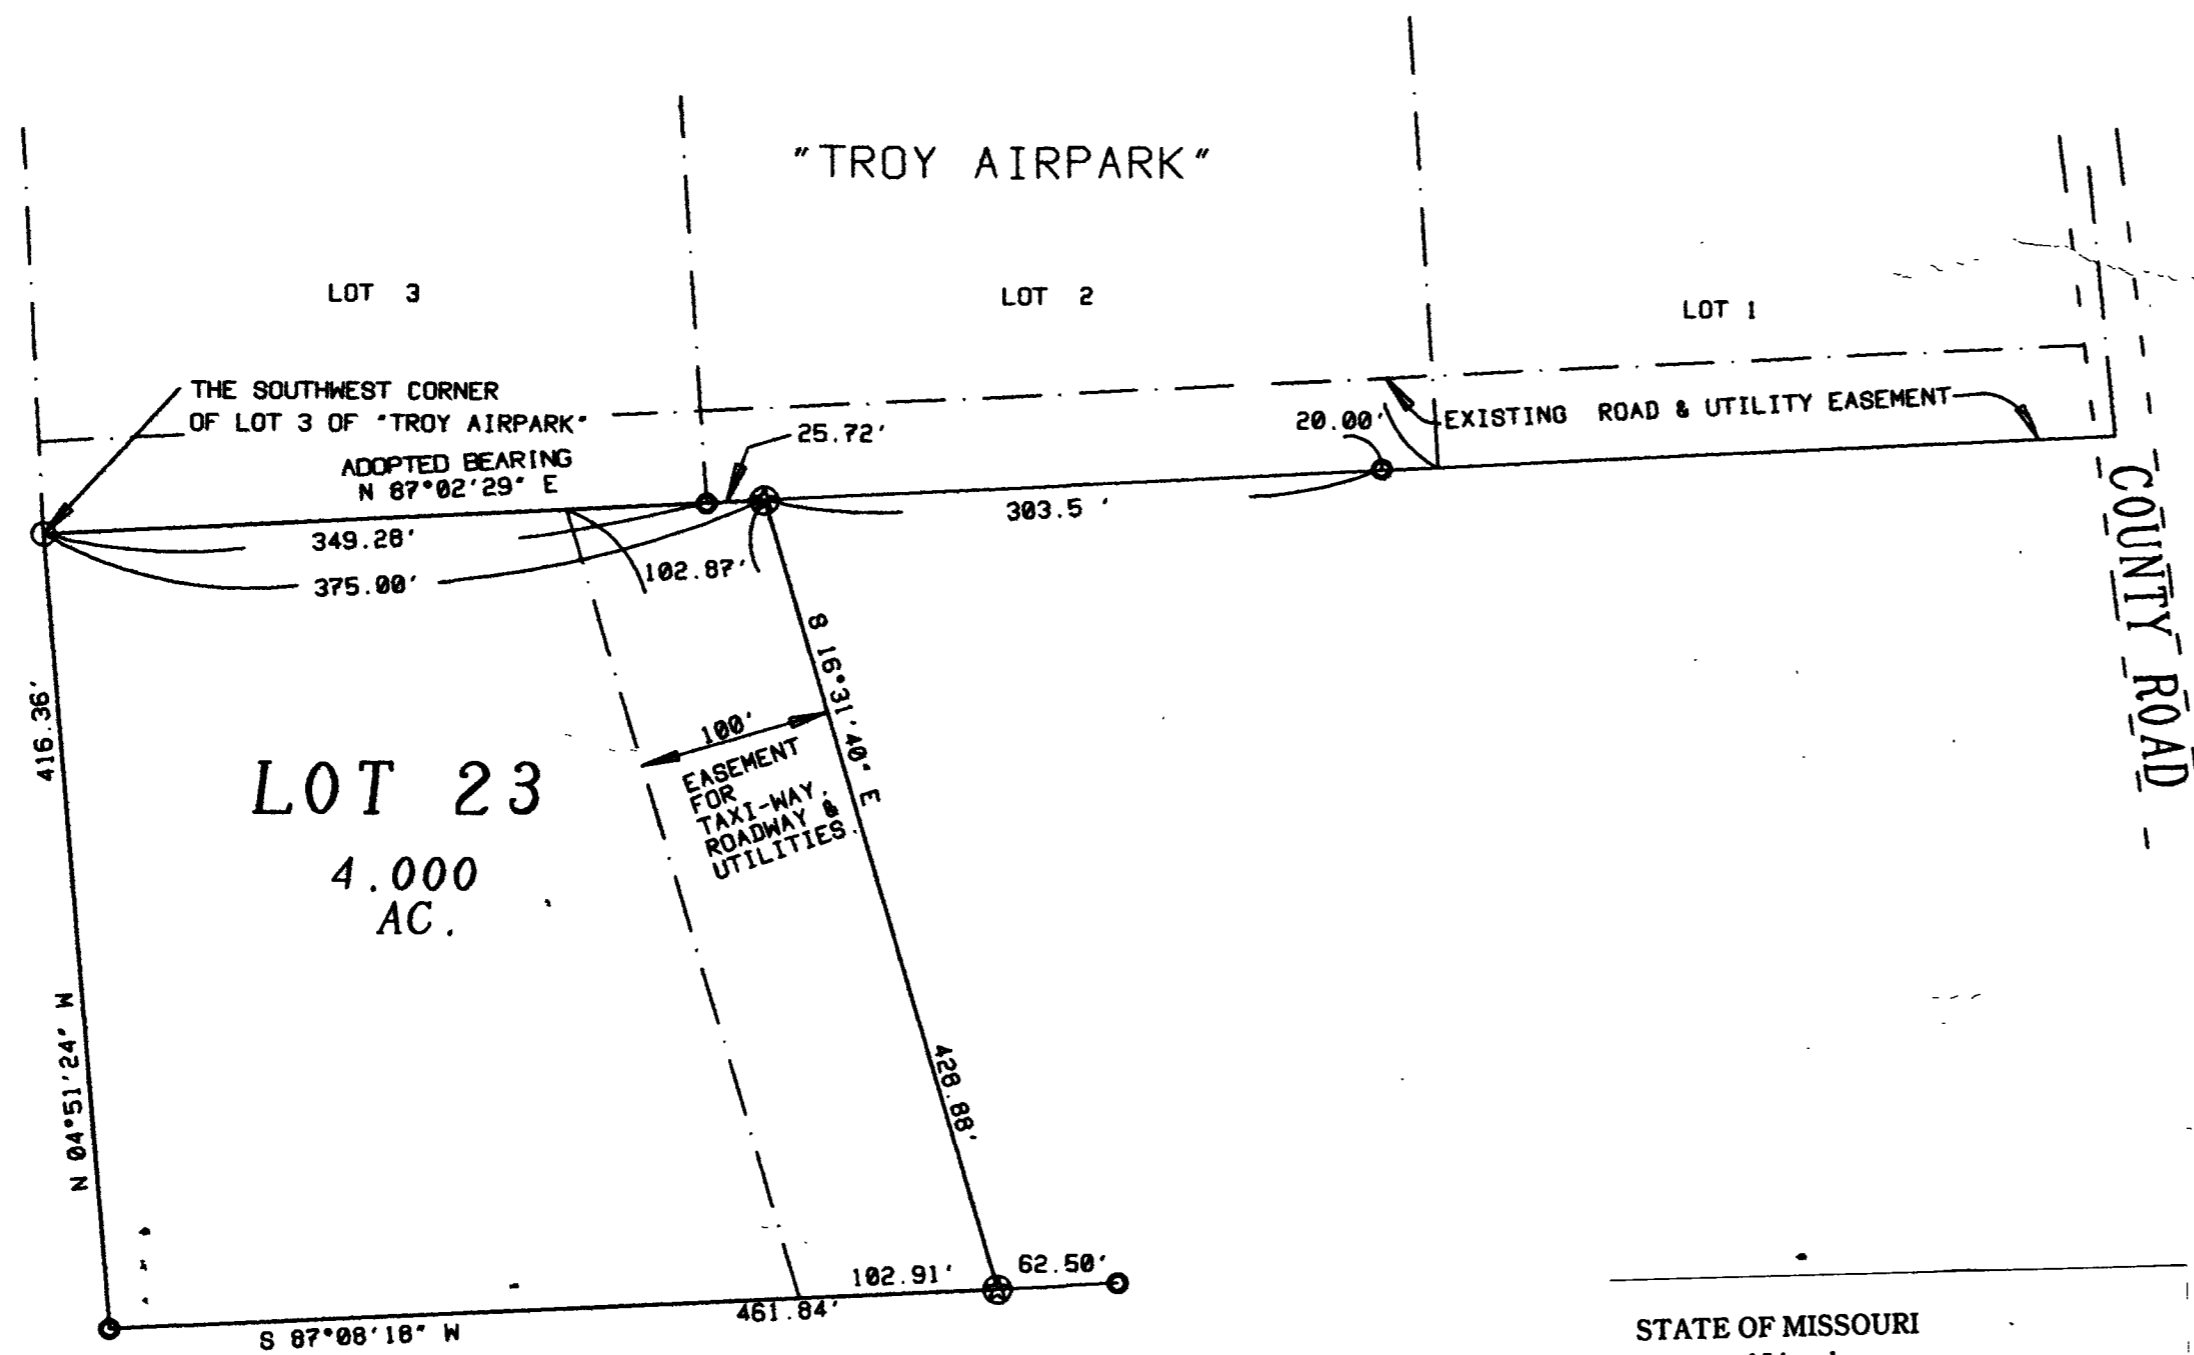 "TROY AIRPARK"
LOT 3
LOT 2
LOT 1
THE SOUTHWEST CORNER
OF LOT 3 OF "TROY AIRPARK"
ADOPTED BEARING
N 87°02'29" E
25.72'
20.00'
EXISTING ROAD & UTILITY EASEMENT
349.28'
375.00'
102.87'
303.5 '
COUNTY ROAD
416.36'
N 04°51'24" W
S 16°31'40" E
428.88'
100'
EASEMENT
FOR
TAXI-WAY,
ROADWAY &
UTILITIES
LOT 23
4.000
AC.
102.91'
62.50'
461.84'
S 87°08'18" W
STATE OF MISSOURI